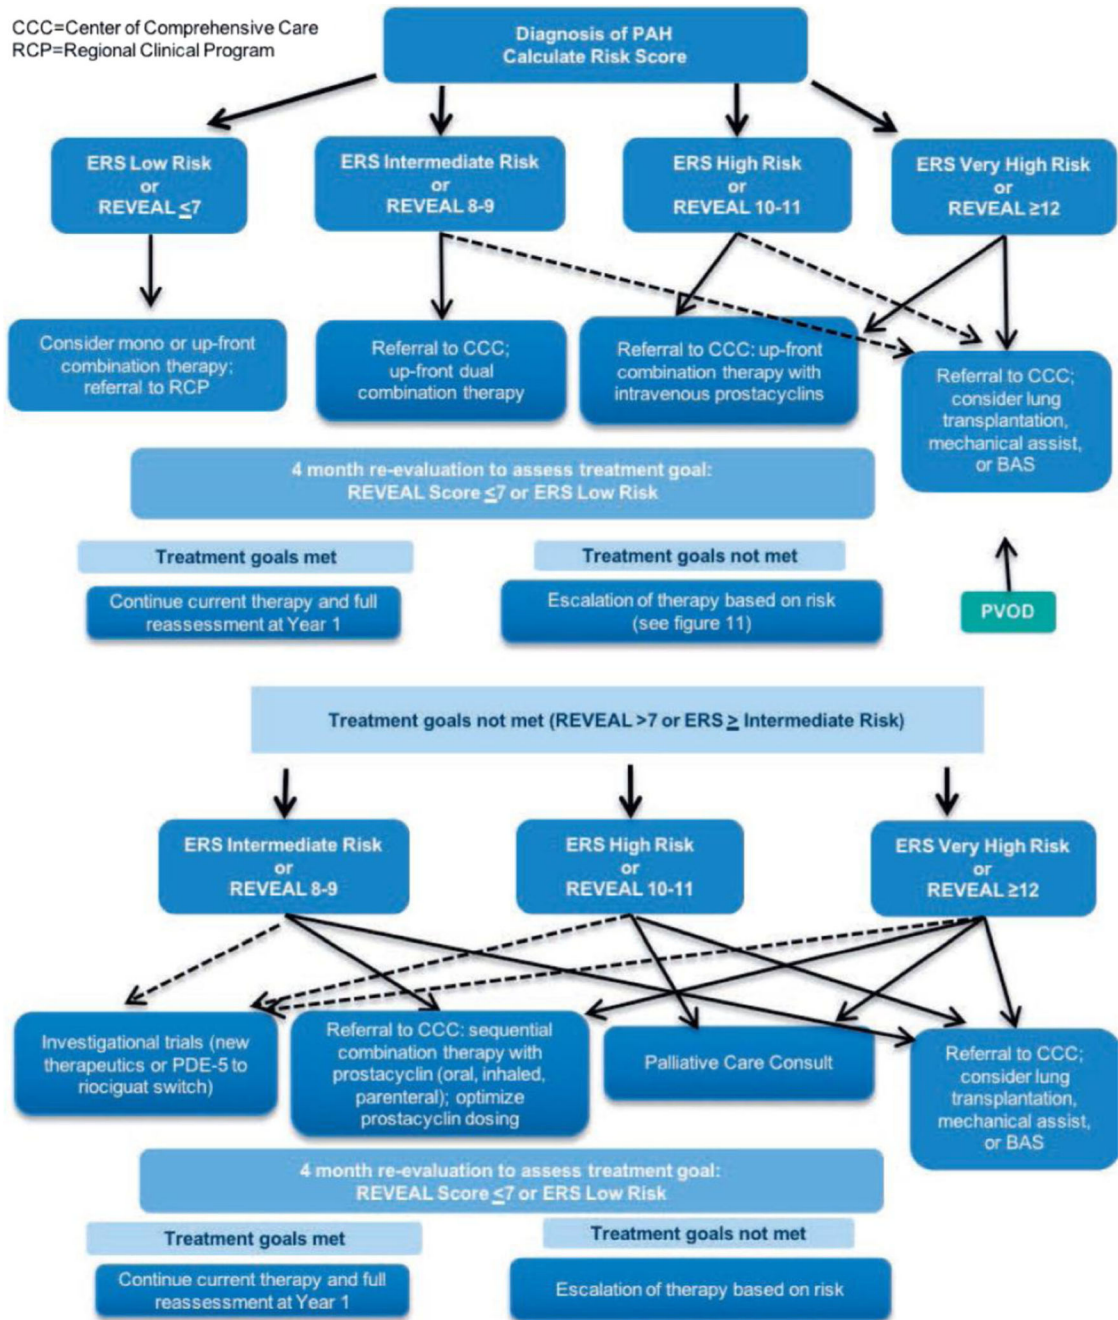 CCC=Center of Comprehensive Care
RCP=Regional Clinical Program
Diagnosis of PAH
Calculate Risk Score
ERS Low Risk
or
REVEAL ≤7
ERS Intermediate Risk
or
REVEAL 8-9
ERS High Risk
or
REVEAL 10-11
ERS Very High Risk
or
REVEAL ≥12
Consider mono or up-front
combination therapy;
referral to RCP
Referral to CCC;
up-front dual
combination therapy
Referral to CCC: up-front
combination therapy with
intravenous prostacyclins
Referral to CCC;
consider lung
transplantation,
mechanical assist,
or BAS
4 month re-evaluation to assess treatment goal:
REVEAL Score ≤7 or ERS Low Risk
Treatment goals met
Treatment goals not met
Continue current therapy and full
reassessment at Year 1
Escalation of therapy based on risk
(see figure 11)
PVOD
Treatment goals not met (REVEAL >7 or ERS ≥ Intermediate Risk)
ERS Intermediate Risk
or
REVEAL 8-9
ERS High Risk
or
REVEAL 10-11
ERS Very High Risk
or
REVEAL ≥12
Investigational trials (new
therapeutics or PDE-5 to
riociguat switch)
Referral to CCC: sequential
combination therapy with
prostacyclin (oral, inhaled,
parenteral); optimize
prostacyclin dosing
Palliative Care Consult
Referral to CCC;
consider lung
transplantation,
mechanical assist,
or BAS
4 month re-evaluation to assess treatment goal:
REVEAL Score ≤7 or ERS Low Risk
Treatment goals met
Treatment goals not met
Continue current therapy and full
reassessment at Year 1
Escalation of therapy based on risk